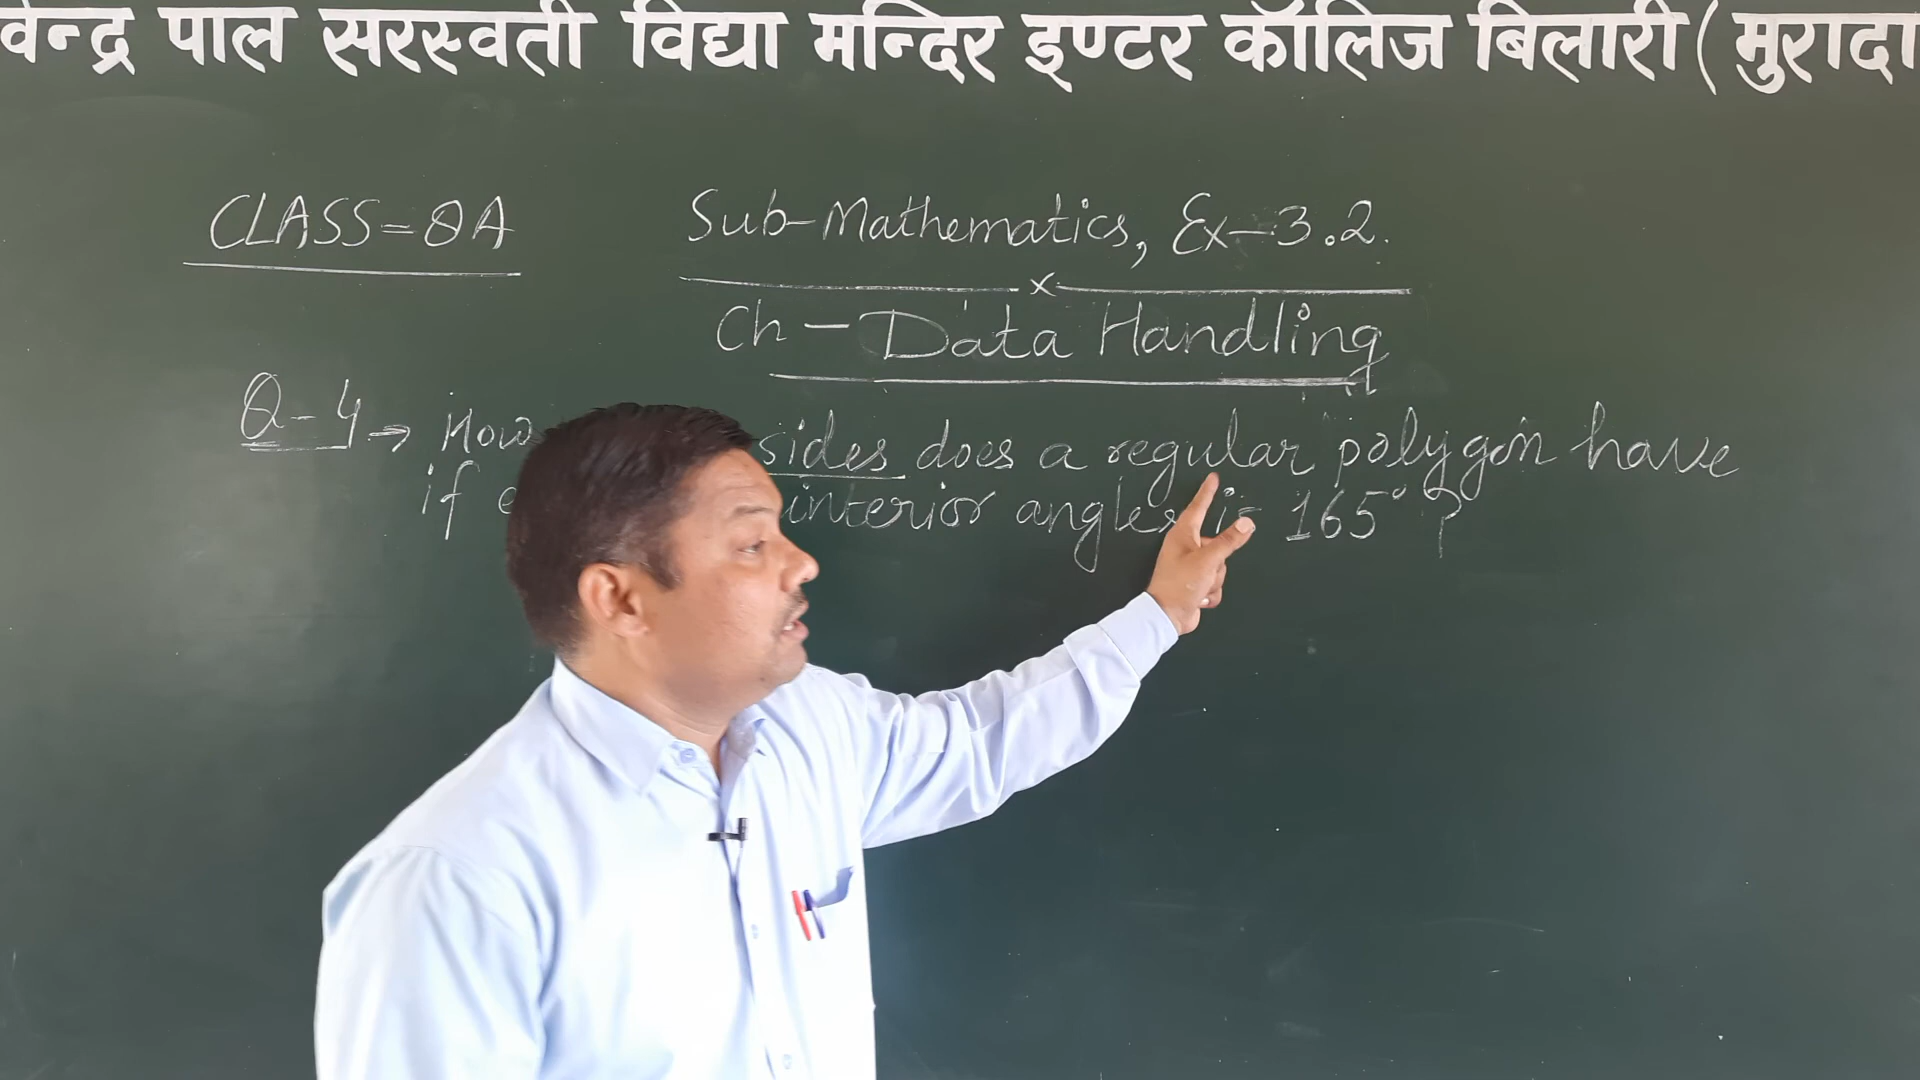 वेन्द्र पाल सरस्वती विद्या मन्दिर इण्टर कॉलिज बिलारी ( मुरादा
CLASS=8A
Sub-Mathematics, Ex-3.2.
x
Ch - Data Handling
Q-4 → How sides does a regular polygon have
if e interior angles is 165° ?